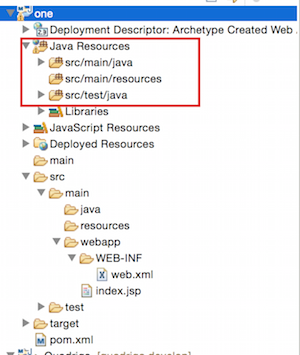 one
Deployment Descriptor: Archetype Created Web
Java Resources
src/main/java
src/main/resources
src/test/java
Libraries
JavaScript Resources
Deployed Resources
main
src
main
java
resources
webapp
WEB-INF
web.xml
index.jsp
test
target
pom.xml